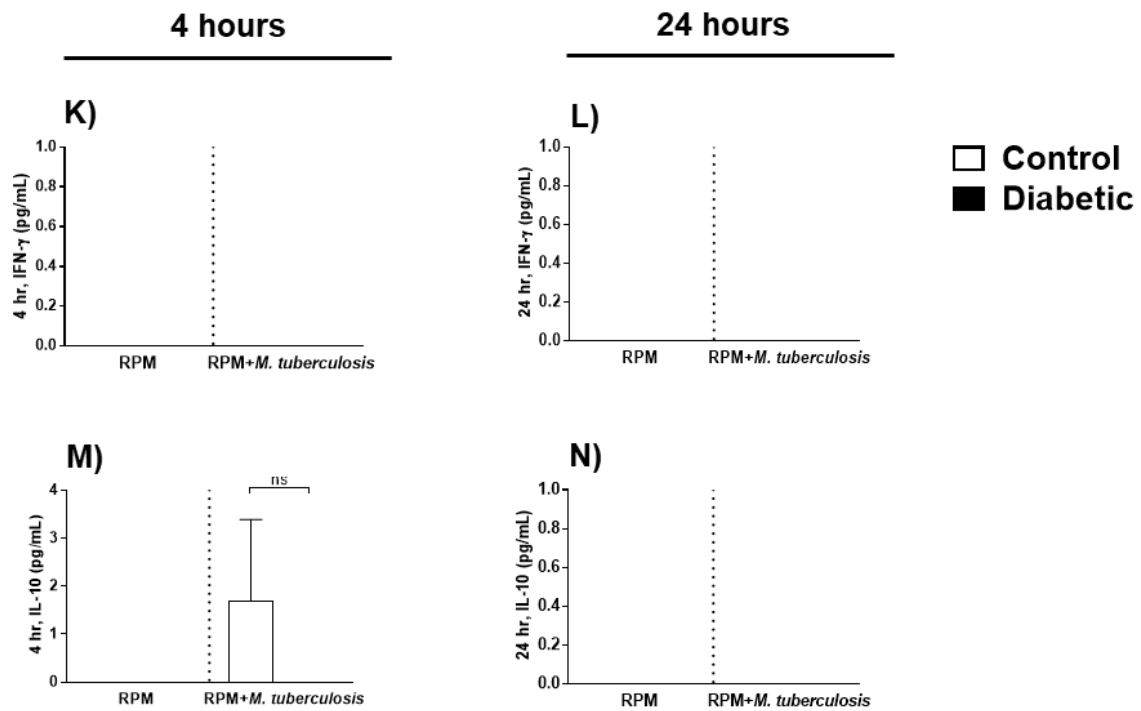 4 hours
24 hours
K)
L)
Control
Diabetic
4 hr, IFN-γ (pg/mL)
1.0
0.8
0.6
0.4
0.2
0.0
RPM
RPM+M. tuberculosis
24 hr, IFN-γ (pg/mL)
1.0
0.8
0.6
0.4
0.2
0.0
RPM
RPM+M. tuberculosis
M)
N)
4 hr, IL-10 (pg/mL)
4
3
2
1
0
ns
RPM
RPM+M. tuberculosis
24 hr, IL-10 (pg/mL)
1.0
0.8
0.6
0.4
0.2
0.0
RPM
RPM+M. tuberculosis